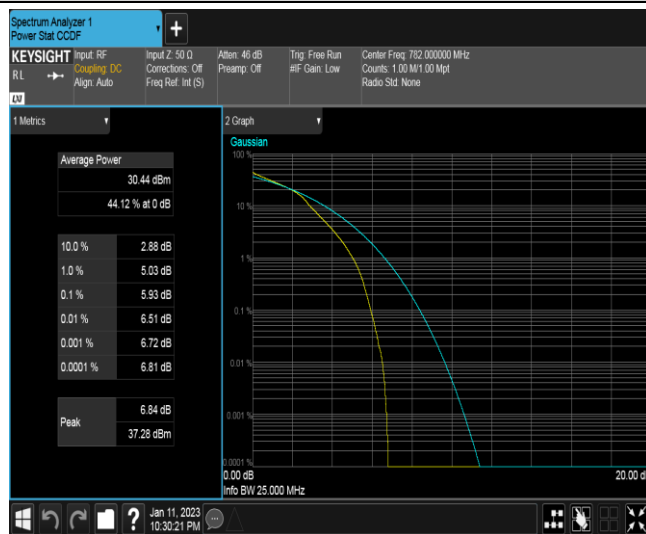 Spectrum Analyzer 1
Power Stat CCDF
+
KEYSIGHT
RL
LXI
Input: RF
Coupling: DC
Align: Auto
Input Z: 50 Ω
Corrections: Off
Freq Ref: Int (S)
Atten: 46 dB
Preamp: Off
Trig: Free Run
#IF Gain: Low
Center Freq: 782.000000 MHz
Counts: 1.00 M/1.00 Mpt
Radio Std: None
1 Metrics
Average Power
30.44 dBm
44.12 % at 0 dB
10.0 % 2.88 dB
1.0 % 5.03 dB
0.1 % 5.93 dB
0.01 % 6.51 dB
0.001 % 6.72 dB
0.0001 % 6.81 dB
Peak
6.84 dB
37.28 dBm
2 Graph
Gaussian
100 %
10 %
1 %
0.1 %
0.01 %
0.001 %
0.0001 %
0.00 dB
20.00 d
Info BW 25.000 MHz
?
Jan 11, 2023
10:30:21 PM